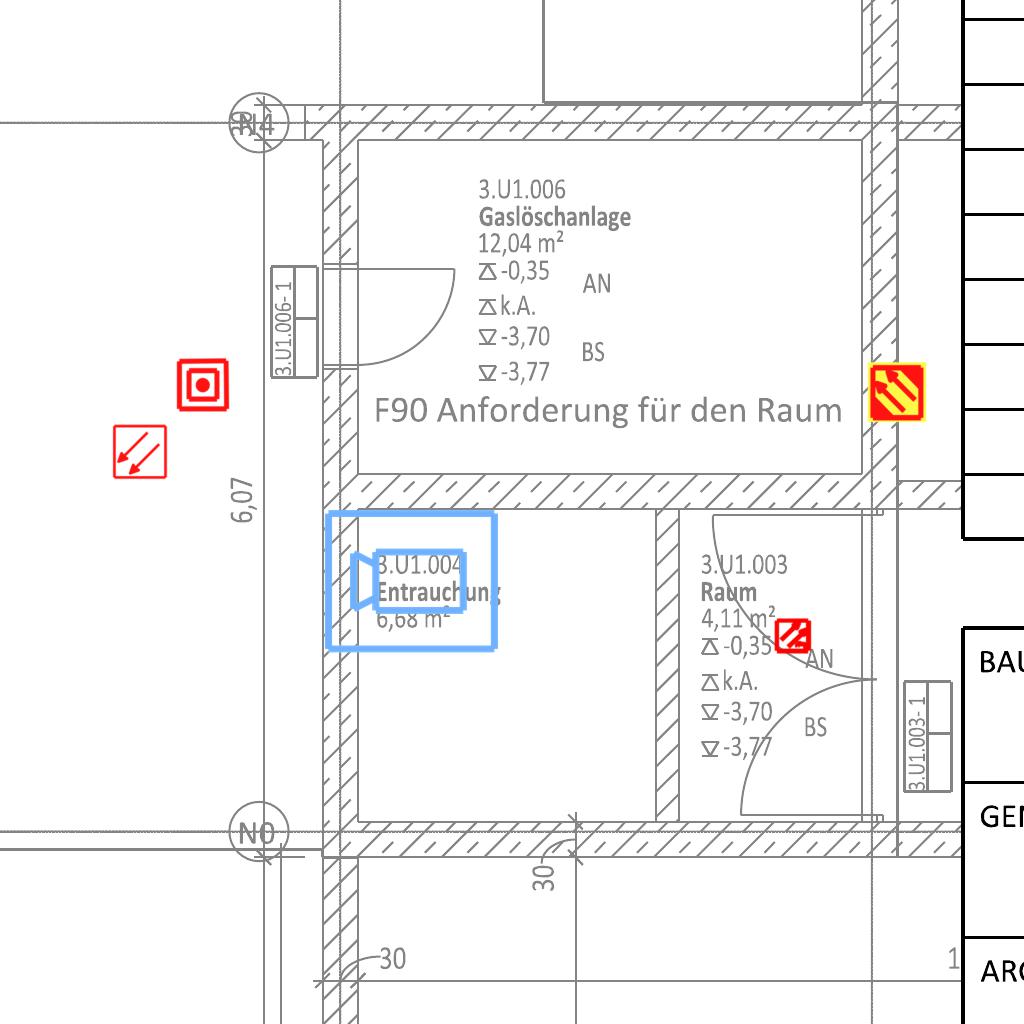 N4
3.U1.006
Gaslöschanlage
12,04 m²
-0,35
AN
k.A.
-3,70
BS
-3,77
F90 Anforderung für den Raum
3.U1.006- 1
6,07
3.U1.004
Entrauchung
6,68 m²
3.U1.003
Raum
4,11 m²
-0,35
AN
k.A.
-3,70
BS
-3,77
3.U1.003- 1
BAU
GEN
ARC
N0
30
30
1